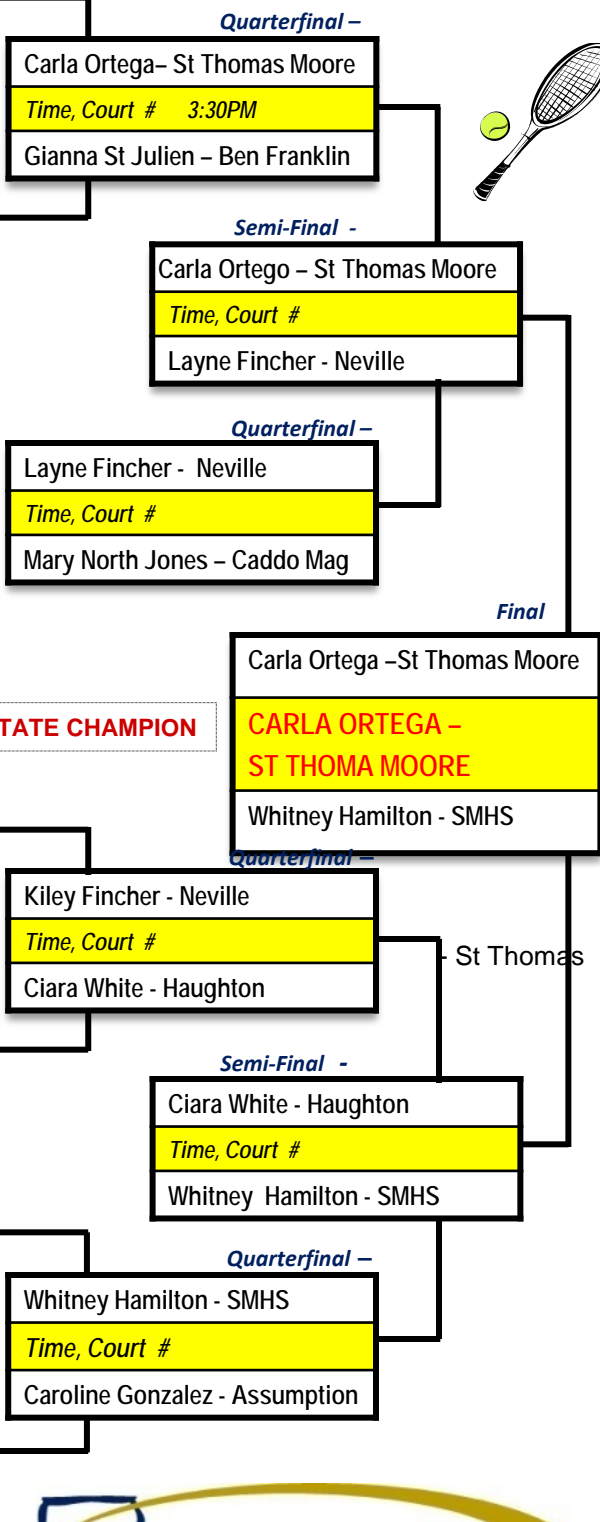 Quarterfinal –
Carla Ortega– St Thomas Moore
Time, Court # 3:30PM
Gianna St Julien – Ben Franklin
Semi-Final -
Carla Ortego – St Thomas Moore
Time, Court #
Layne Fincher - Neville
Quarterfinal –
Layne Fincher - Neville
Time, Court #
Mary North Jones – Caddo Mag
Final
Carla Ortega –St Thomas Moore
TATE CHAMPION
CARLA ORTEGA –
ST THOMA MOORE
Whitney Hamilton - SMHS
Quarterfinal –
Kiley Fincher - Neville
Time, Court #
- St Thomas
Ciara White - Haughton
Semi-Final -
Ciara White - Haughton
Time, Court #
Whitney Hamilton - SMHS
Quarterfinal –
Whitney Hamilton - SMHS
Time, Court #
Caroline Gonzalez - Assumption